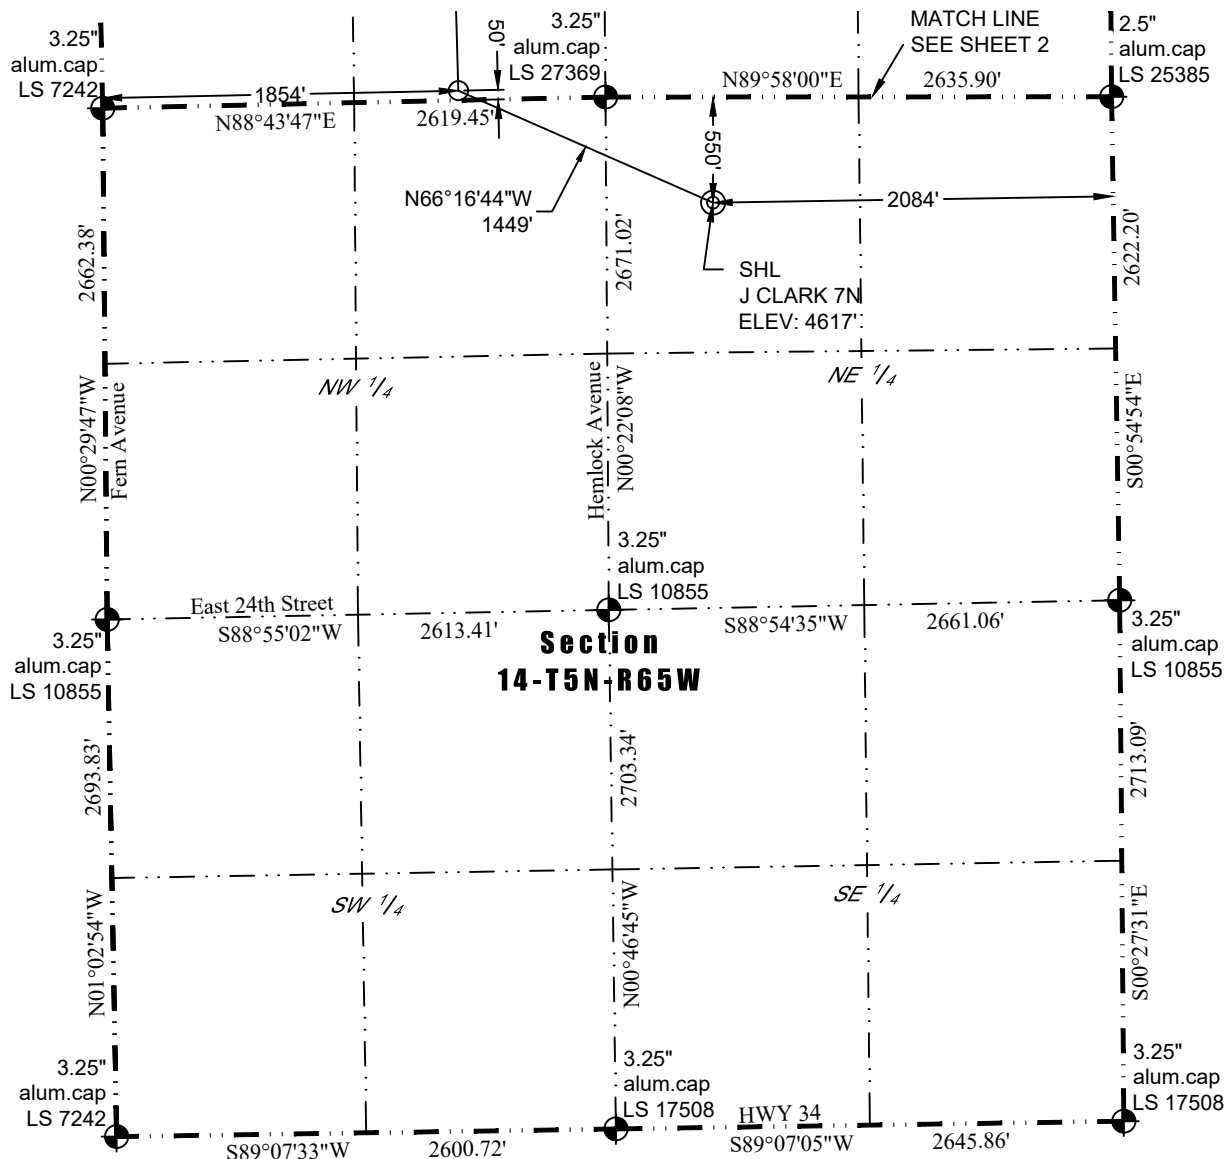 3.25"
alum.cap
LS 7242
50'
3.25"
alum.cap
LS 27369
MATCH LINE
SEE SHEET 2
2.5"
alum.cap
LS 25385
1854'
N88°43'47"E
2619.45'
N89°58'00"E
2635.90'
550'
2084'
N66°16'44"W
1449'
SHL
J CLARK 7N
ELEV: 4617'
2662.38'
2671.02'
2622.20'
NW 1/4
NE 1/4
N00°29'47"W
Fern Avenue
Hemlock Avenue
N00°22'08"W
S00°54'54"E
3.25"
alum.cap
LS 10855
East 24th Street
S88°55'02"W
2613.41'
S88°54'35"W
2661.06'
3.25"
alum.cap
LS 10855
Section
14-T5N-R65W
3.25"
alum.cap
LS 10855
2693.83'
2703.34'
2713.09'
SW 1/4
SE 1/4
N01°02'54"W
N00°46'45"W
S00°27'31"E
3.25"
alum.cap
LS 7242
3.25"
alum.cap
LS 17508
3.25"
alum.cap
LS 17508
HWY 34
S89°07'33"W
2600.72'
S89°07'05"W
2645.86'